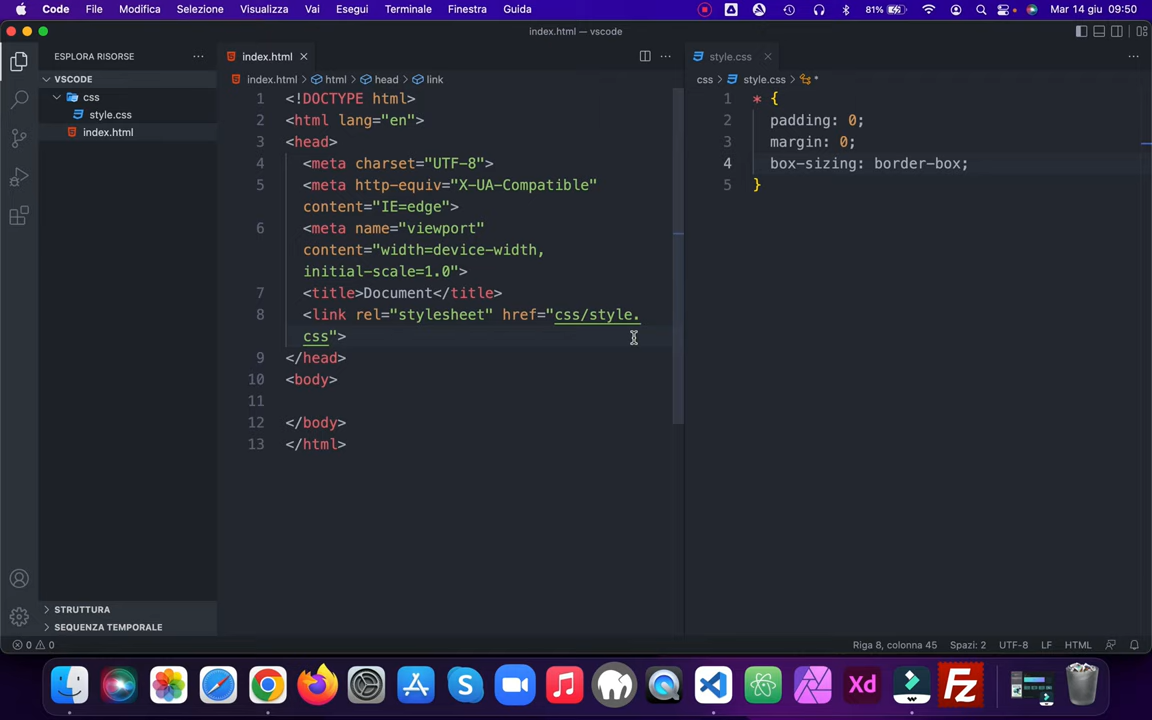 Code File Modifica Selezione Visualizza Vai Esegui Terminale Finestra Guida 81% Mar 14 giu 09:50
index.html — vscode
ESPLORA RISORSE
VSCODE
css
style.css
index.html
STRUTTURA
SEQUENZA TEMPORALE
index.html
index.html > html > head > link
1 <!DOCTYPE html>
2 <html lang="en">
3 <head>
4 <meta charset="UTF-8">
5 <meta http-equiv="X-UA-Compatible"
content="IE=edge">
6 <meta name="viewport"
content="width=device-width,
initial-scale=1.0">
7 <title>Document</title>
8 <link rel="stylesheet" href="css/style.
css">
9 </head>
10 <body>
11
12 </body>
13 </html>
style.css
css > style.css > *
1 * {
2 padding: 0;
3 margin: 0;
4 box-sizing: border-box;
5 }
0 0 Riga 8, colonna 45 Spazi: 2 UTF-8 LF HTML
Xd Fz